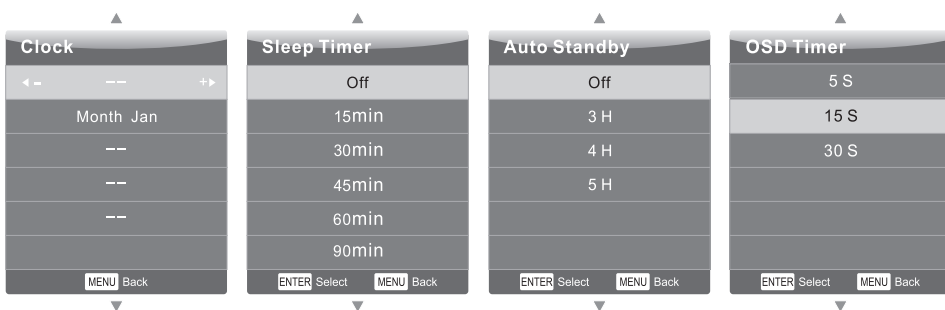 Clock
- -- +
Month Jan
--
--
--
MENU Back
Sleep Timer
Off
15min
30min
45min
60min
90min
ENTER Select MENU Back
Auto Standby
Off
3 H
4 H
5 H
ENTER Select MENU Back
OSD Timer
5 S
15 S
30 S
ENTER Select MENU Back